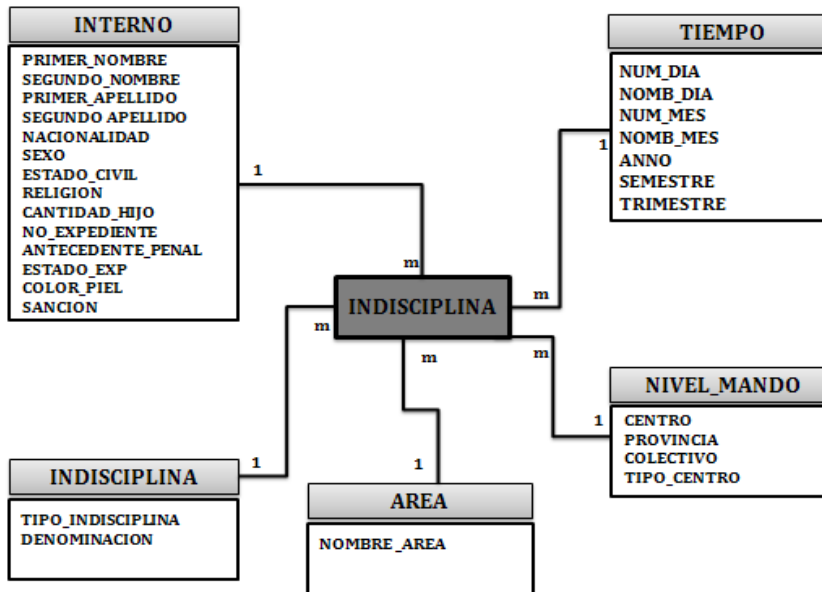 INTERNO
PRIMER_NOMBRE
SEGUNDO_NOMBRE
PRIMER_APELLIDO
SEGUNDO APELLIDO
NACIONALIDAD
SEXO
ESTADO_CIVIL
RELIGION
CANTIDAD_HIJO
NO_EXPEDIENTE
ANTECEDENTE_PENAL
ESTADO_EXP
COLOR_PIEL
SANCION
1
m
TIEMPO
NUM_DIA
NOMB_DIA
NUM_MES
NOMB_MES
ANNO
SEMESTRE
TRIMESTRE
1
m
INDISCIPLINA
m
m
m
NIVEL_MANDO
CENTRO
PROVINCIA
COLECTIVO
TIPO_CENTRO
1
INDISCIPLINA
TIPO_INDISCIPLINA
DENOMINACION
1
AREA
NOMBRE_AREA
1